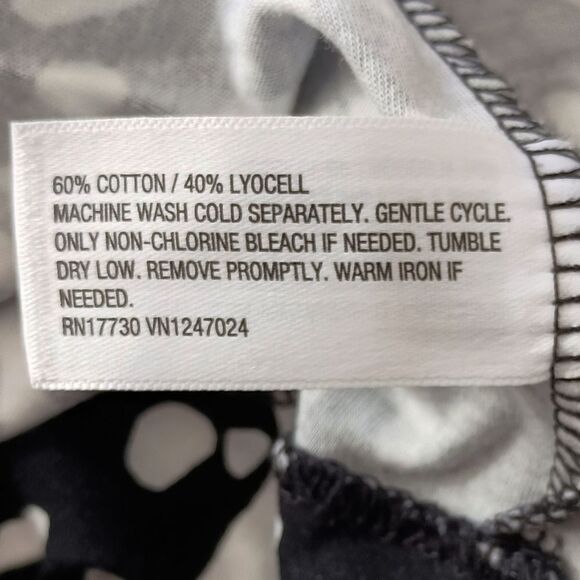 60% COTTON / 40% LYOCELL
MACHINE WASH COLD SEPARATELY. GENTLE CYCLE.
ONLY NON-CHLORINE BLEACH IF NEEDED. TUMBLE
DRY LOW. REMOVE PROMPTLY. WARM IRON IF
NEEDED.
RN17730 VN1247024